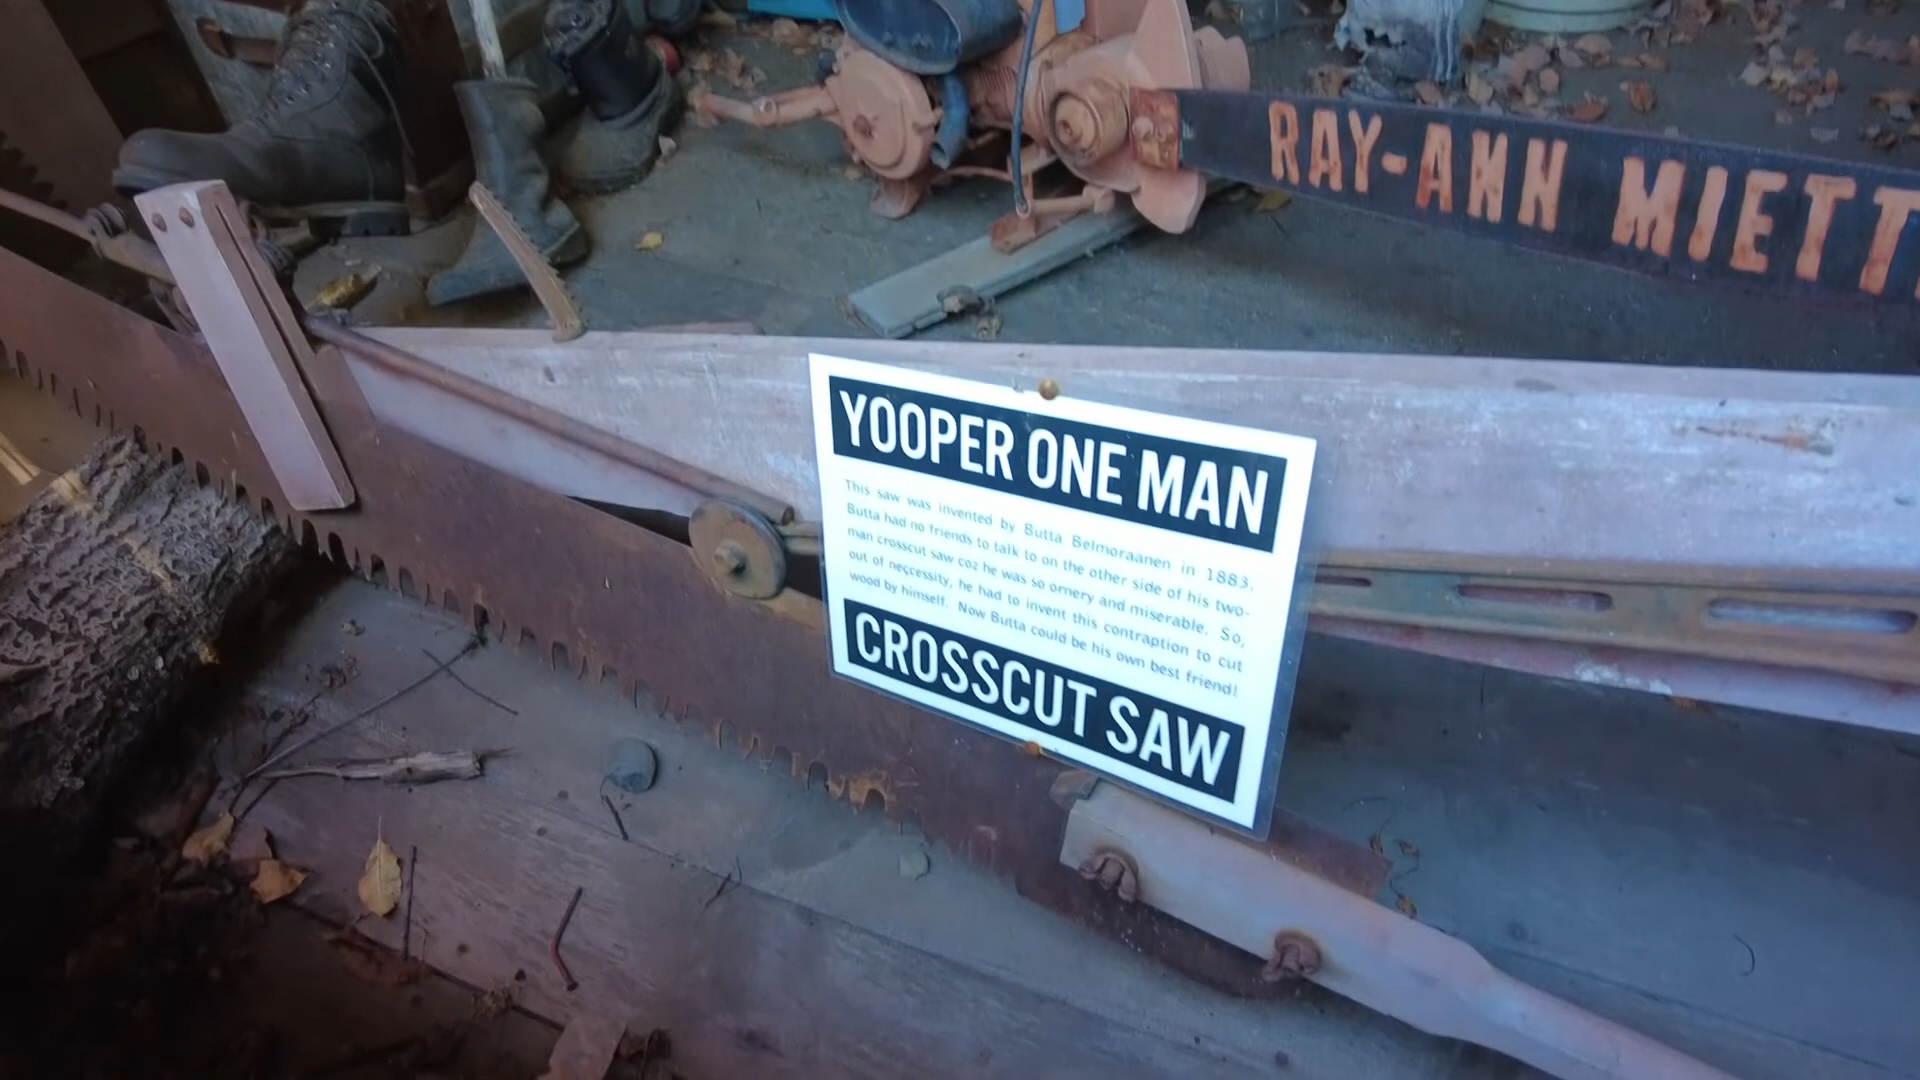 RAY-ANN MIETT
YOOPER ONE MAN
This saw was invented by Butta Belmoraanen in 1883.
Butta had no friends to talk to on the other side of his two-
man crosscut saw coz he was so ornery and miserable. So,
out of neccessity, he had to invent this contraption to cut
wood by himself. Now Butta could be his own best friend!
CROSSCUT SAW